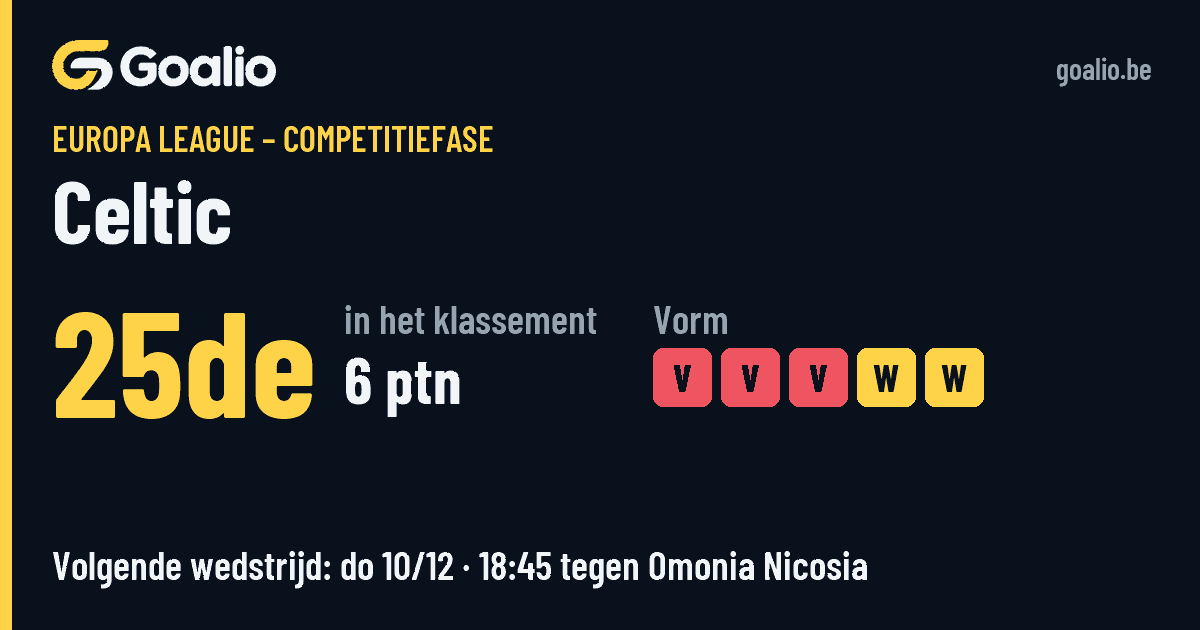 Goalio
goalio.be
EUROPA LEAGUE – COMPETITIEFASE
Celtic
25de
in het klassement
6 ptn
Vorm
V V V W W
Volgende wedstrijd: do 10/12 · 18:45 tegen Omonia Nicosia